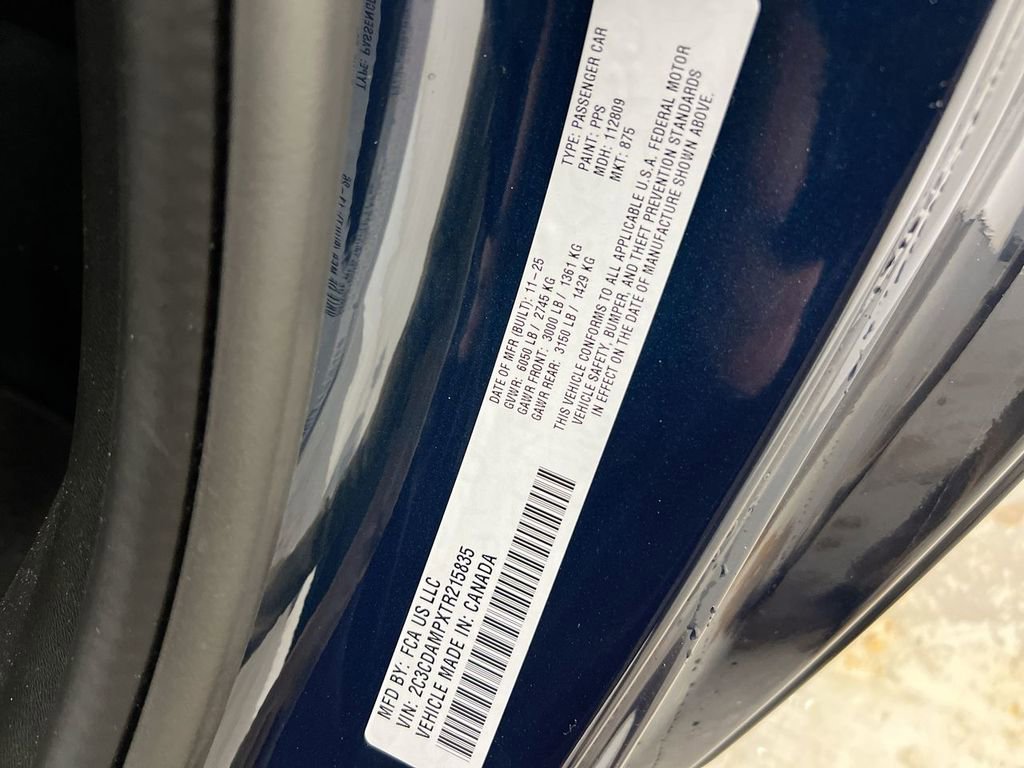 MFD BY: FCA US LLC
VIN: 2C3CDAMPXTR215835
VEHICLE MADE IN: CANADA
DATE OF MFR.(BUILT): 11-25
GVWR: 6050 LB / 2745 KG
GAWR FRONT: 3000 LB / 1361 KG
GAWR REAR: 3150 LB / 1429 KG
TYPE: PASSENGER CAR
PAINT: PPS
MDH: 112809
MKT: 875
THIS VEHICLE CONFORMS TO ALL APPLICABLE U.S.A. FEDERAL MOTOR
VEHICLE SAFETY, BUMPER, AND THEFT PREVENTION STANDARDS
IN EFFECT ON THE DATE OF MANUFACTURE SHOWN ABOVE.